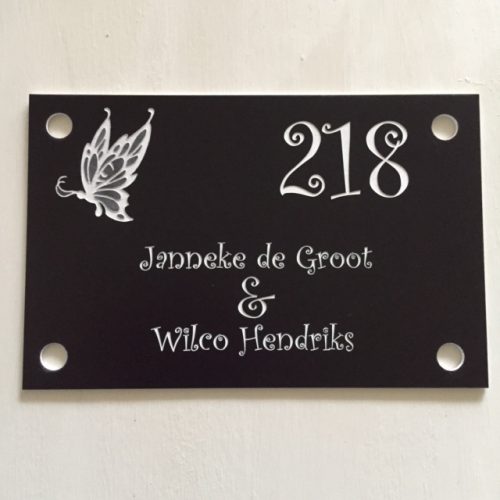 218
Janneke de Groot
&
Wilco Hendriks